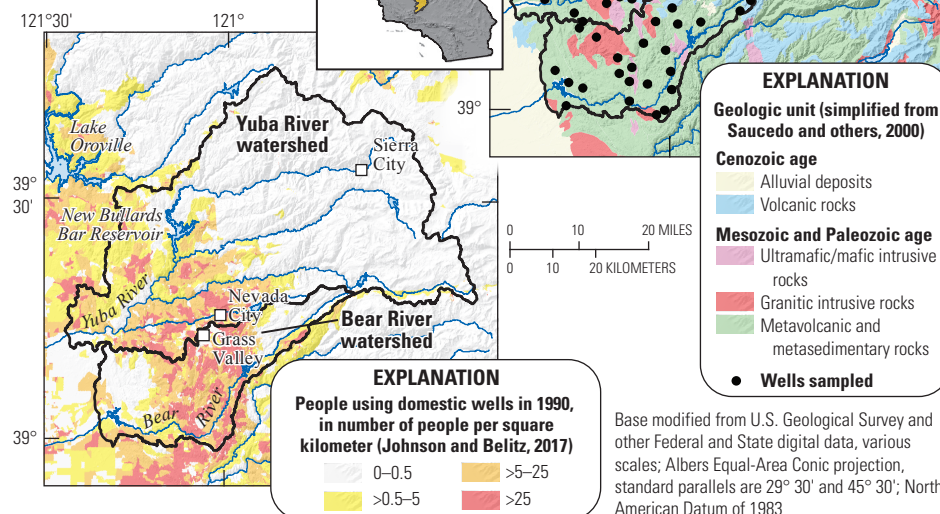 121°30'
121°
39°
30'
39°
Lake
Oroville
Yuba River
watershed
Sierra
City
New Bullards
Bar Reservoir
Yuba River
Nevada
City
Grass
Valley
Bear River
watershed
Bear River
EXPLANATION
People using domestic wells in 1990,
in number of people per square
kilometer (Johnson and Belitz, 2017)
0–0.5
>5–25
>0.5–5
>25
39°
0 10 20 MILES
0 10 20 KILOMETERS
EXPLANATION
Geologic unit (simplified from
Saucedo and others, 2000)
Cenozoic age
Alluvial deposits
Volcanic rocks
Mesozoic and Paleozoic age
Ultramafic/mafic intrusive
rocks
Granitic intrusive rocks
Metavolcanic and
metasedimentary rocks
Wells sampled
Base modified from U.S. Geological Survey and
other Federal and State digital data, various
scales; Albers Equal-Area Conic projection,
standard parallels are 29° 30' and 45° 30'; North
American Datum of 1983